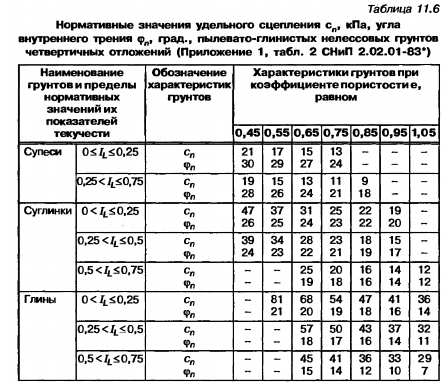 Таблица 11.6
Нормативные значения удельного сцепления cₙ, кПа, угла
внутреннего трения φₙ, град., пылевато-глинистых нелессовых грунтов
четвертичных отложений (Приложение 1, табл. 2 СНиП 2.02.01-83*)
Наименование грунтов и пределы нормативных значений их показателей текучести | Обозначение характеристик грунтов | Характеристики грунтов при коэффициенте пористости e, равном
0,45 | 0,55 | 0,65 | 0,75 | 0,85 | 0,95 | 1,05
Супеси | 0≤I_L≤0,25 | cₙ | 21 | 17 | 15 | 13 | – | – | –
φₙ | 30 | 29 | 27 | 24 | – | – | –
0,25<I_L≤0,75 | cₙ | 19 | 15 | 13 | 11 | 9 | – | –
φₙ | 28 | 26 | 24 | 21 | 18 | – | –
Суглинки | 0<I_L≤0,25 | cₙ | 47 | 37 | 31 | 25 | 22 | 19 | –
φₙ | 26 | 25 | 24 | 23 | 22 | 20 | –
0,25<I_L≤0,5 | cₙ | 39 | 34 | 28 | 23 | 18 | 15 | –
φₙ | 24 | 23 | 22 | 21 | 19 | 17 | –
0,5<I_L≤0,75 | cₙ | – | – | 25 | 20 | 16 | 14 | 12
φₙ | – | – | 19 | 18 | 16 | 14 | 12
Глины | 0<I_L≤0,25 | cₙ | – | 81 | 68 | 54 | 47 | 41 | 36
φₙ | – | 21 | 20 | 19 | 18 | 16 | 14
0,25<I_L≤0,5 | cₙ | – | – | 57 | 50 | 43 | 37 | 32
φₙ | – | – | 18 | 17 | 16 | 14 | 11
0,5<I_L≤0,75 | cₙ | – | – | 45 | 41 | 36 | 33 | 29
φₙ | – | – | 15 | 14 | 12 | 10 | 7